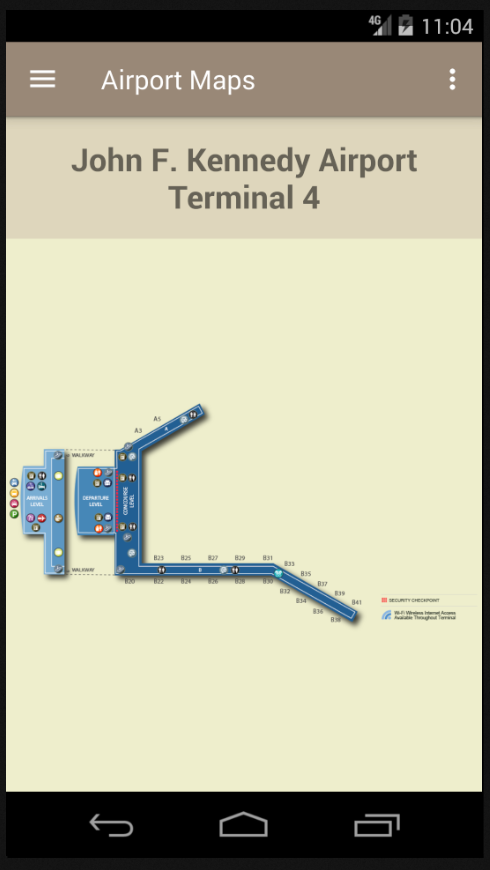 4G 11:04
Airport Maps
John F. Kennedy Airport
Terminal 4
A5
A3
WALKWAY
ARRIVALS
LEVEL
DEPARTURE
LEVEL
CONCOURSE
LEVEL
B23 B25 B27 B29 B31
B33
B35
B37
B39
B41
WALKWAY
B
B20 B22 B24 B26 B28 B30
B32
B34
B36
B38
SECURITY CHECKPOINT
Wi-Fi Wireless Internet Access
Available Throughout Terminal